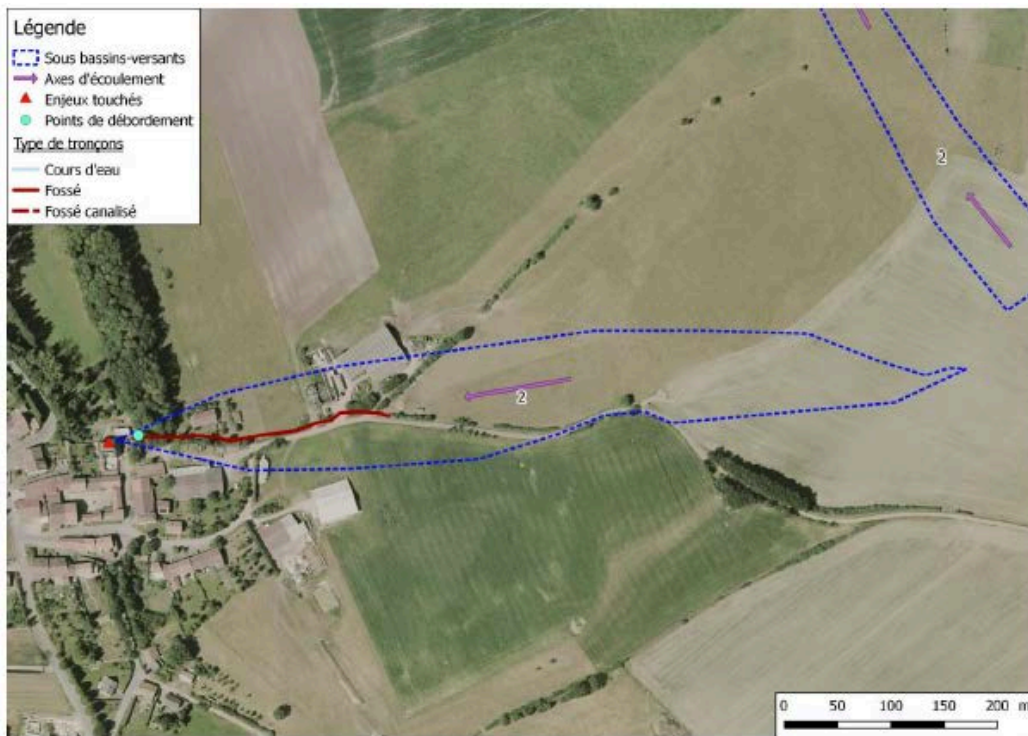 Légende
Sous bassins-versants
Axes d'écoulement
Enjeux touchés
Points de débordement
Type de tronçons
Cours d'eau
Fossé
Fossé canalisé
2
2
0 50 100 150 200 m